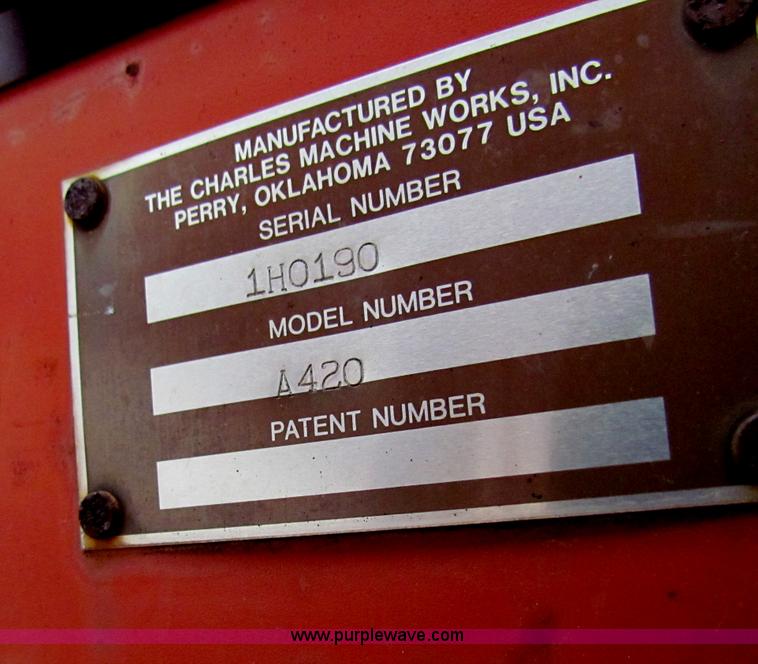 MANUFACTURED BY
THE CHARLES MACHINE WORKS, INC.
PERRY, OKLAHOMA 73077 USA
SERIAL NUMBER
1H0190
MODEL NUMBER
A420
PATENT NUMBER
www.purplewave.com